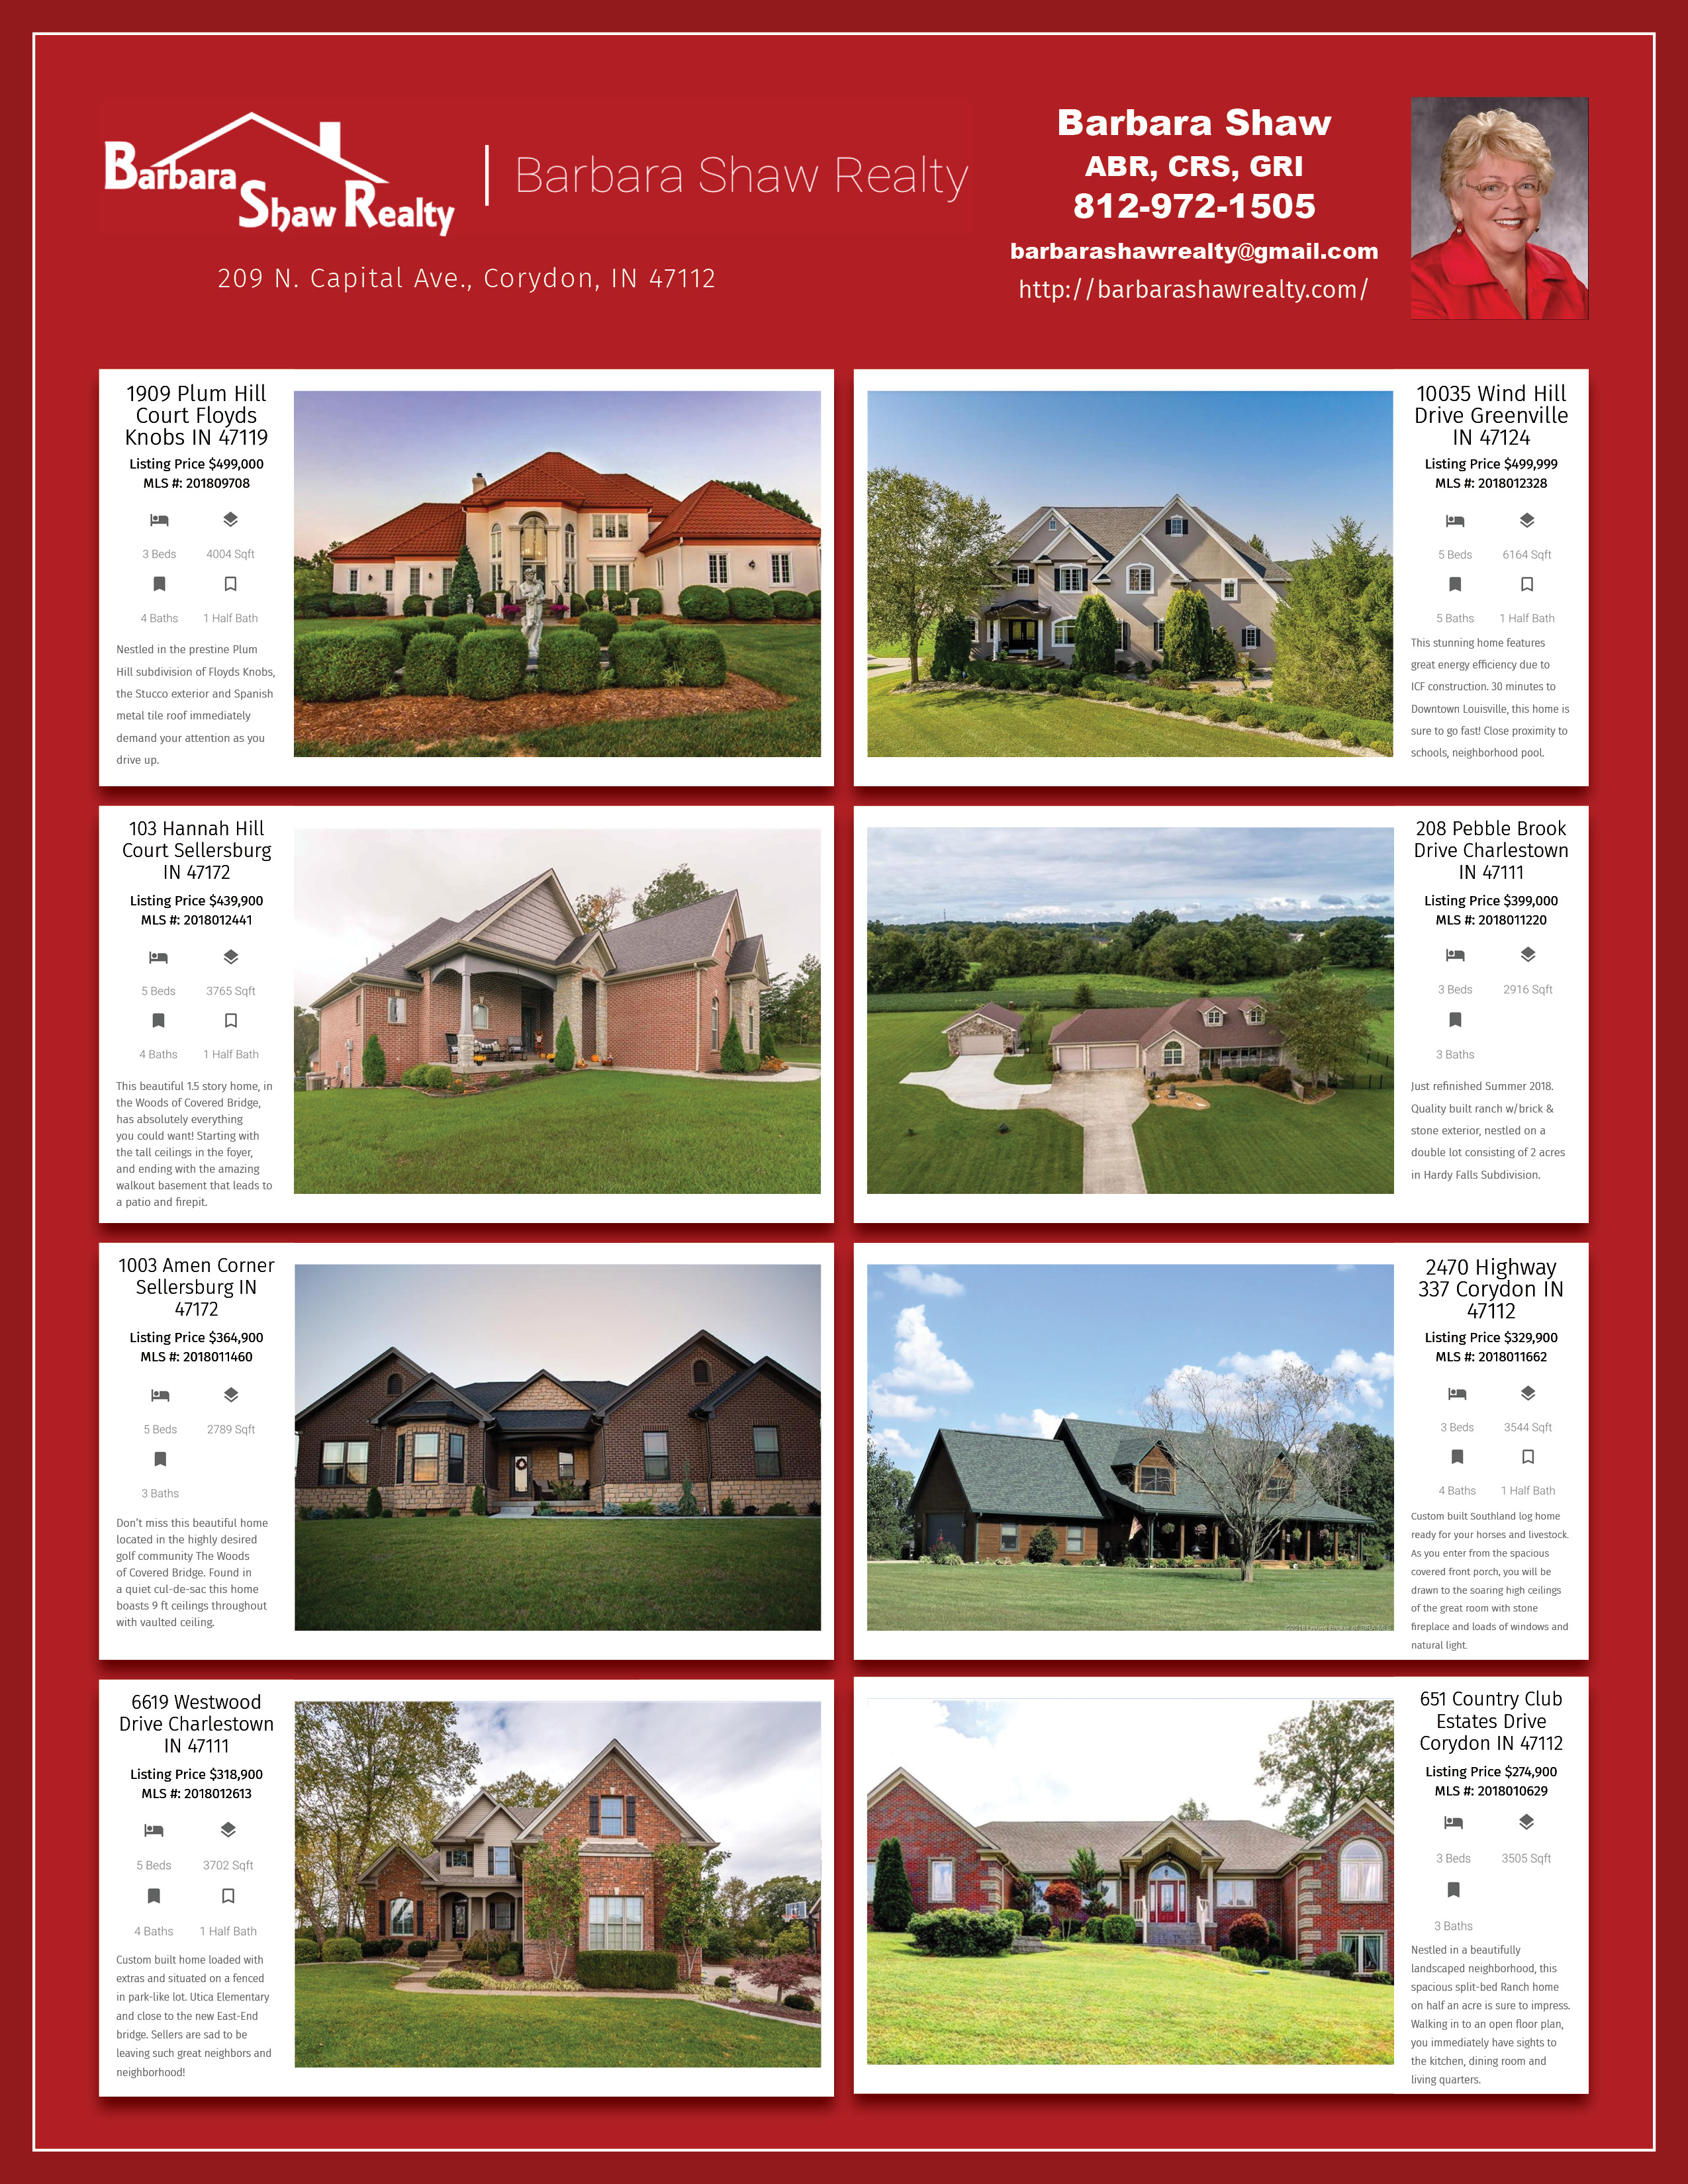 Barbara
Shaw Realty
Barbara Shaw Realty
209 N. Capital Ave., Corydon, IN 47112
Barbara Shaw
ABR, CRS, GRI
812-972-1505
barbarashawrealty@gmail.com
http://barbarashawrealty.com/
1909 Plum Hill
Court Floyds
Knobs IN 47119
Listing Price $499,000
MLS #: 201809708
3 Beds 4004 Sqft
4 Baths 1 Half Bath
Nestled in the prestine Plum
Hill subdivision of Floyds Knobs,
the Stucco exterior and Spanish
metal tile roof immediately
demand your attention as you
drive up.
10035 Wind Hill
Drive Greenville
IN 47124
Listing Price $499,999
MLS #: 2018012328
5 Beds 6164 Sqft
5 Baths 1 Half Bath
This stunning home features
great energy efficiency due to
ICF construction. 30 minutes to
Downtown Louisville, this home is
sure to go fast! Close proximity to
schools, neighborhood pool.
103 Hannah Hill
Court Sellersburg
IN 47172
Listing Price $439,900
MLS #: 2018012441
5 Beds 3765 Sqft
4 Baths 1 Half Bath
This beautiful 1.5 story home, in
the Woods of Covered Bridge,
has absolutely everything
you could want! Starting with
the tall ceilings in the foyer,
and ending with the amazing
walkout basement that leads to
a patio and firepit.
208 Pebble Brook
Drive Charlestown
IN 47111
Listing Price $399,000
MLS #: 2018011220
3 Beds 2916 Sqft
3 Baths
Just refinished Summer 2018.
Quality built ranch w/brick &
stone exterior, nestled on a
double lot consisting of 2 acres
in Hardy Falls Subdivision.
1003 Amen Corner
Sellersburg IN
47172
Listing Price $364,900
MLS #: 2018011460
5 Beds 2789 Sqft
3 Baths
Don't miss this beautiful home
located in the highly desired
golf community The Woods
of Covered Bridge. Found in
a quiet cul-de-sac this home
boasts 9 ft ceilings throughout
with vaulted ceiling.
2470 Highway
337 Corydon IN
47112
Listing Price $329,900
MLS #: 2018011662
3 Beds 3544 Sqft
4 Baths 1 Half Bath
Custom built Southland log home
ready for your horses and livestock.
As you enter from the spacious
covered front porch, you will be
drawn to the soaring high ceilings
of the great room with stone
fireplace and loads of windows and
natural light.
6619 Westwood
Drive Charlestown
IN 47111
Listing Price $318,900
MLS #: 2018012613
5 Beds 3702 Sqft
4 Baths 1 Half Bath
Custom built home loaded with
extras and situated on a fenced
in park-like lot. Utica Elementary
and close to the new East-End
bridge. Sellers are sad to be
leaving such great neighbors and
neighborhood!
651 Country Club
Estates Drive
Corydon IN 47112
Listing Price $274,900
MLS #: 2018010629
3 Beds 3505 Sqft
3 Baths
Nestled in a beautifully
landscaped neighborhood, this
spacious split-bed Ranch home
on half an acre is sure to impress.
Walking in to an open floor plan,
you immediately have sights to
the kitchen, dining room and
living quarters.